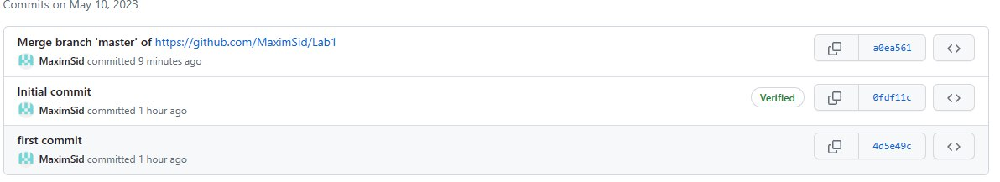 Commits on May 10, 2023
Merge branch 'master' of https://github.com/MaximSid/Lab1
MaximSid committed 9 minutes ago
a0ea561
Initial commit
MaximSid committed 1 hour ago
Verified
0fdf11c
first commit
MaximSid committed 1 hour ago
4d5e49c